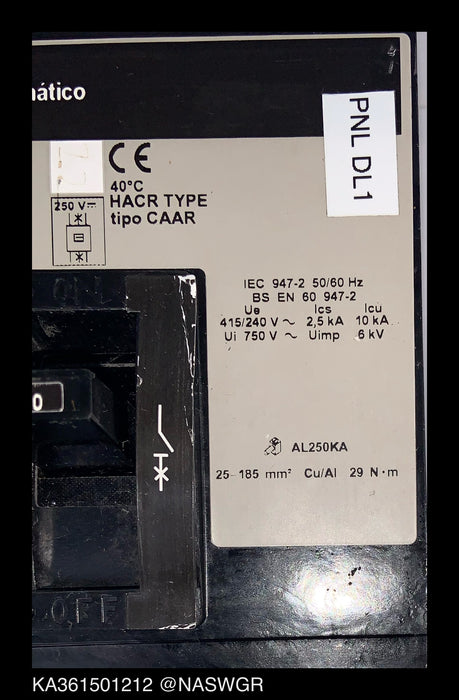 mático
PNL DL1
CE
40°C
HACR TYPE
tipo CAAR
250 V
IEC 947-2 50/60 Hz
BS EN 60 947-2
Ue Ics Icu
415/240 V ~ 2,5 kA 10 kA
Ui 750 V ~ Uimp 6 kV
AL250KA
25-185 mm² Cu/Al 29 N·m
0
OFF
KA361501212 @NASWGR